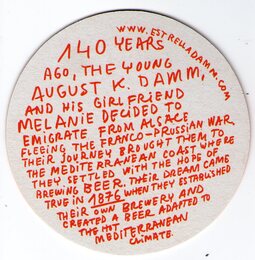 WWW.ESTRELLADAMM.COM
140 YEARS
AGO, THE YOUNG
AUGUST K. DAMM,
AND HIS GIRLFRIEND
MELANIE DECIDED TO
EMIGRATE FROM ALSACE
FLEEING THE FRANCO-PRUSSIAN WAR.
THEIR JOURNEY BROUGHT THEM TO
THE MEDITERRANEAN COAST WHERE
THEY SETTLED WITH THE HOPE OF
BREWING BEER. THEIR DREAM CAME
TRUE IN 1876 WHEN THEY ESTABLISHED
THEIR OWN BREWERY AND
CREATED A BEER ADAPTED TO
THE HOT
MEDITERRANEAN
CLIMATE.